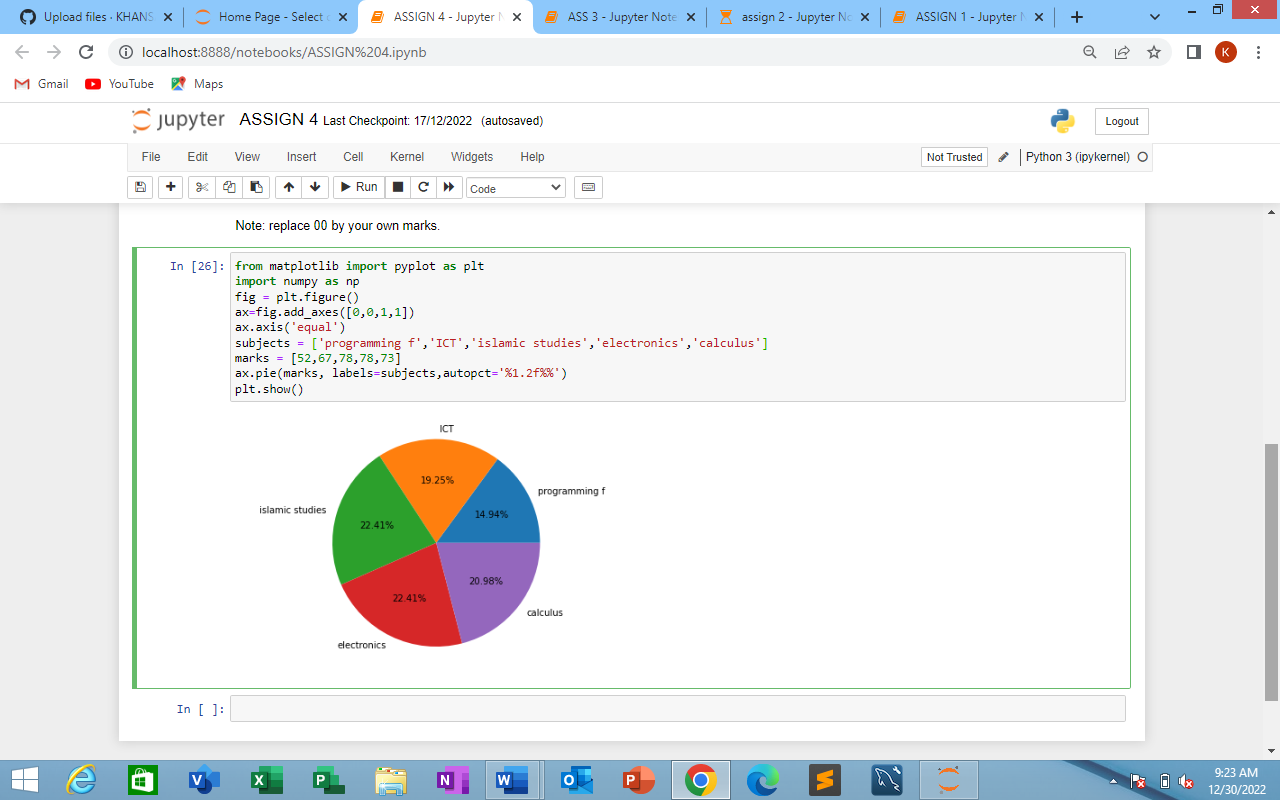 Upload files · KHANS
Home Page - Select o
ASSIGN 4 - Jupyter N
ASS 3 - Jupyter Note
assign 2 - Jupyter No
ASSIGN 1 - Jupyter N
localhost:8888/notebooks/ASSIGN%204.ipynb
K
Gmail
YouTube
Maps
jupyter ASSIGN 4 Last Checkpoint: 17/12/2022 (autosaved)
Logout
File Edit View Insert Cell Kernel Widgets Help
Not Trusted
Python 3 (ipykernel)
Run
Code
Note: replace 00 by your own marks.
In [26]:
from matplotlib import pyplot as plt
import numpy as np
fig = plt.figure()
ax=fig.add_axes([0,0,1,1])
ax.axis('equal')
subjects = ['programming f','ICT','islamic studies','electronics','calculus']
marks = [52,67,78,78,73]
ax.pie(marks, labels=subjects,autopct='%1.2f%%')
plt.show()
ICT
19.25%
programming f
14.94%
islamic studies
22.41%
20.98%
22.41%
calculus
electronics
In [ ]:
9:23 AM
12/30/2022